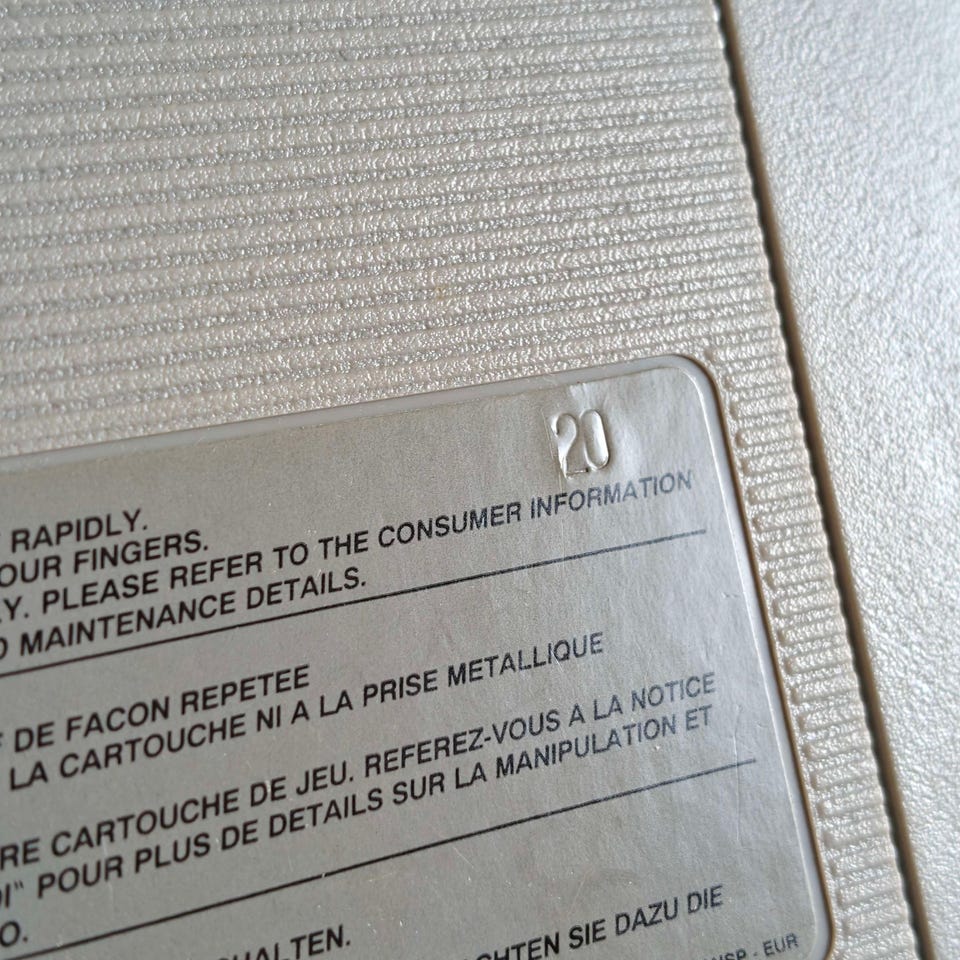 20
RAPIDLY.
OUR FINGERS.
Y. PLEASE REFER TO THE CONSUMER INFORMATION
MAINTENANCE DETAILS.
DE FACON REPETEE
LA CARTOUCHE NI A LA PRISE METALLIQUE
RE CARTOUCHE DE JEU. REFEREZ-VOUS A LA NOTICE
DI" POUR PLUS DE DETAILS SUR LA MANIPULATION ET
O.
HALTEN.
CHTEN SIE DAZU DIE
NSP - EUR